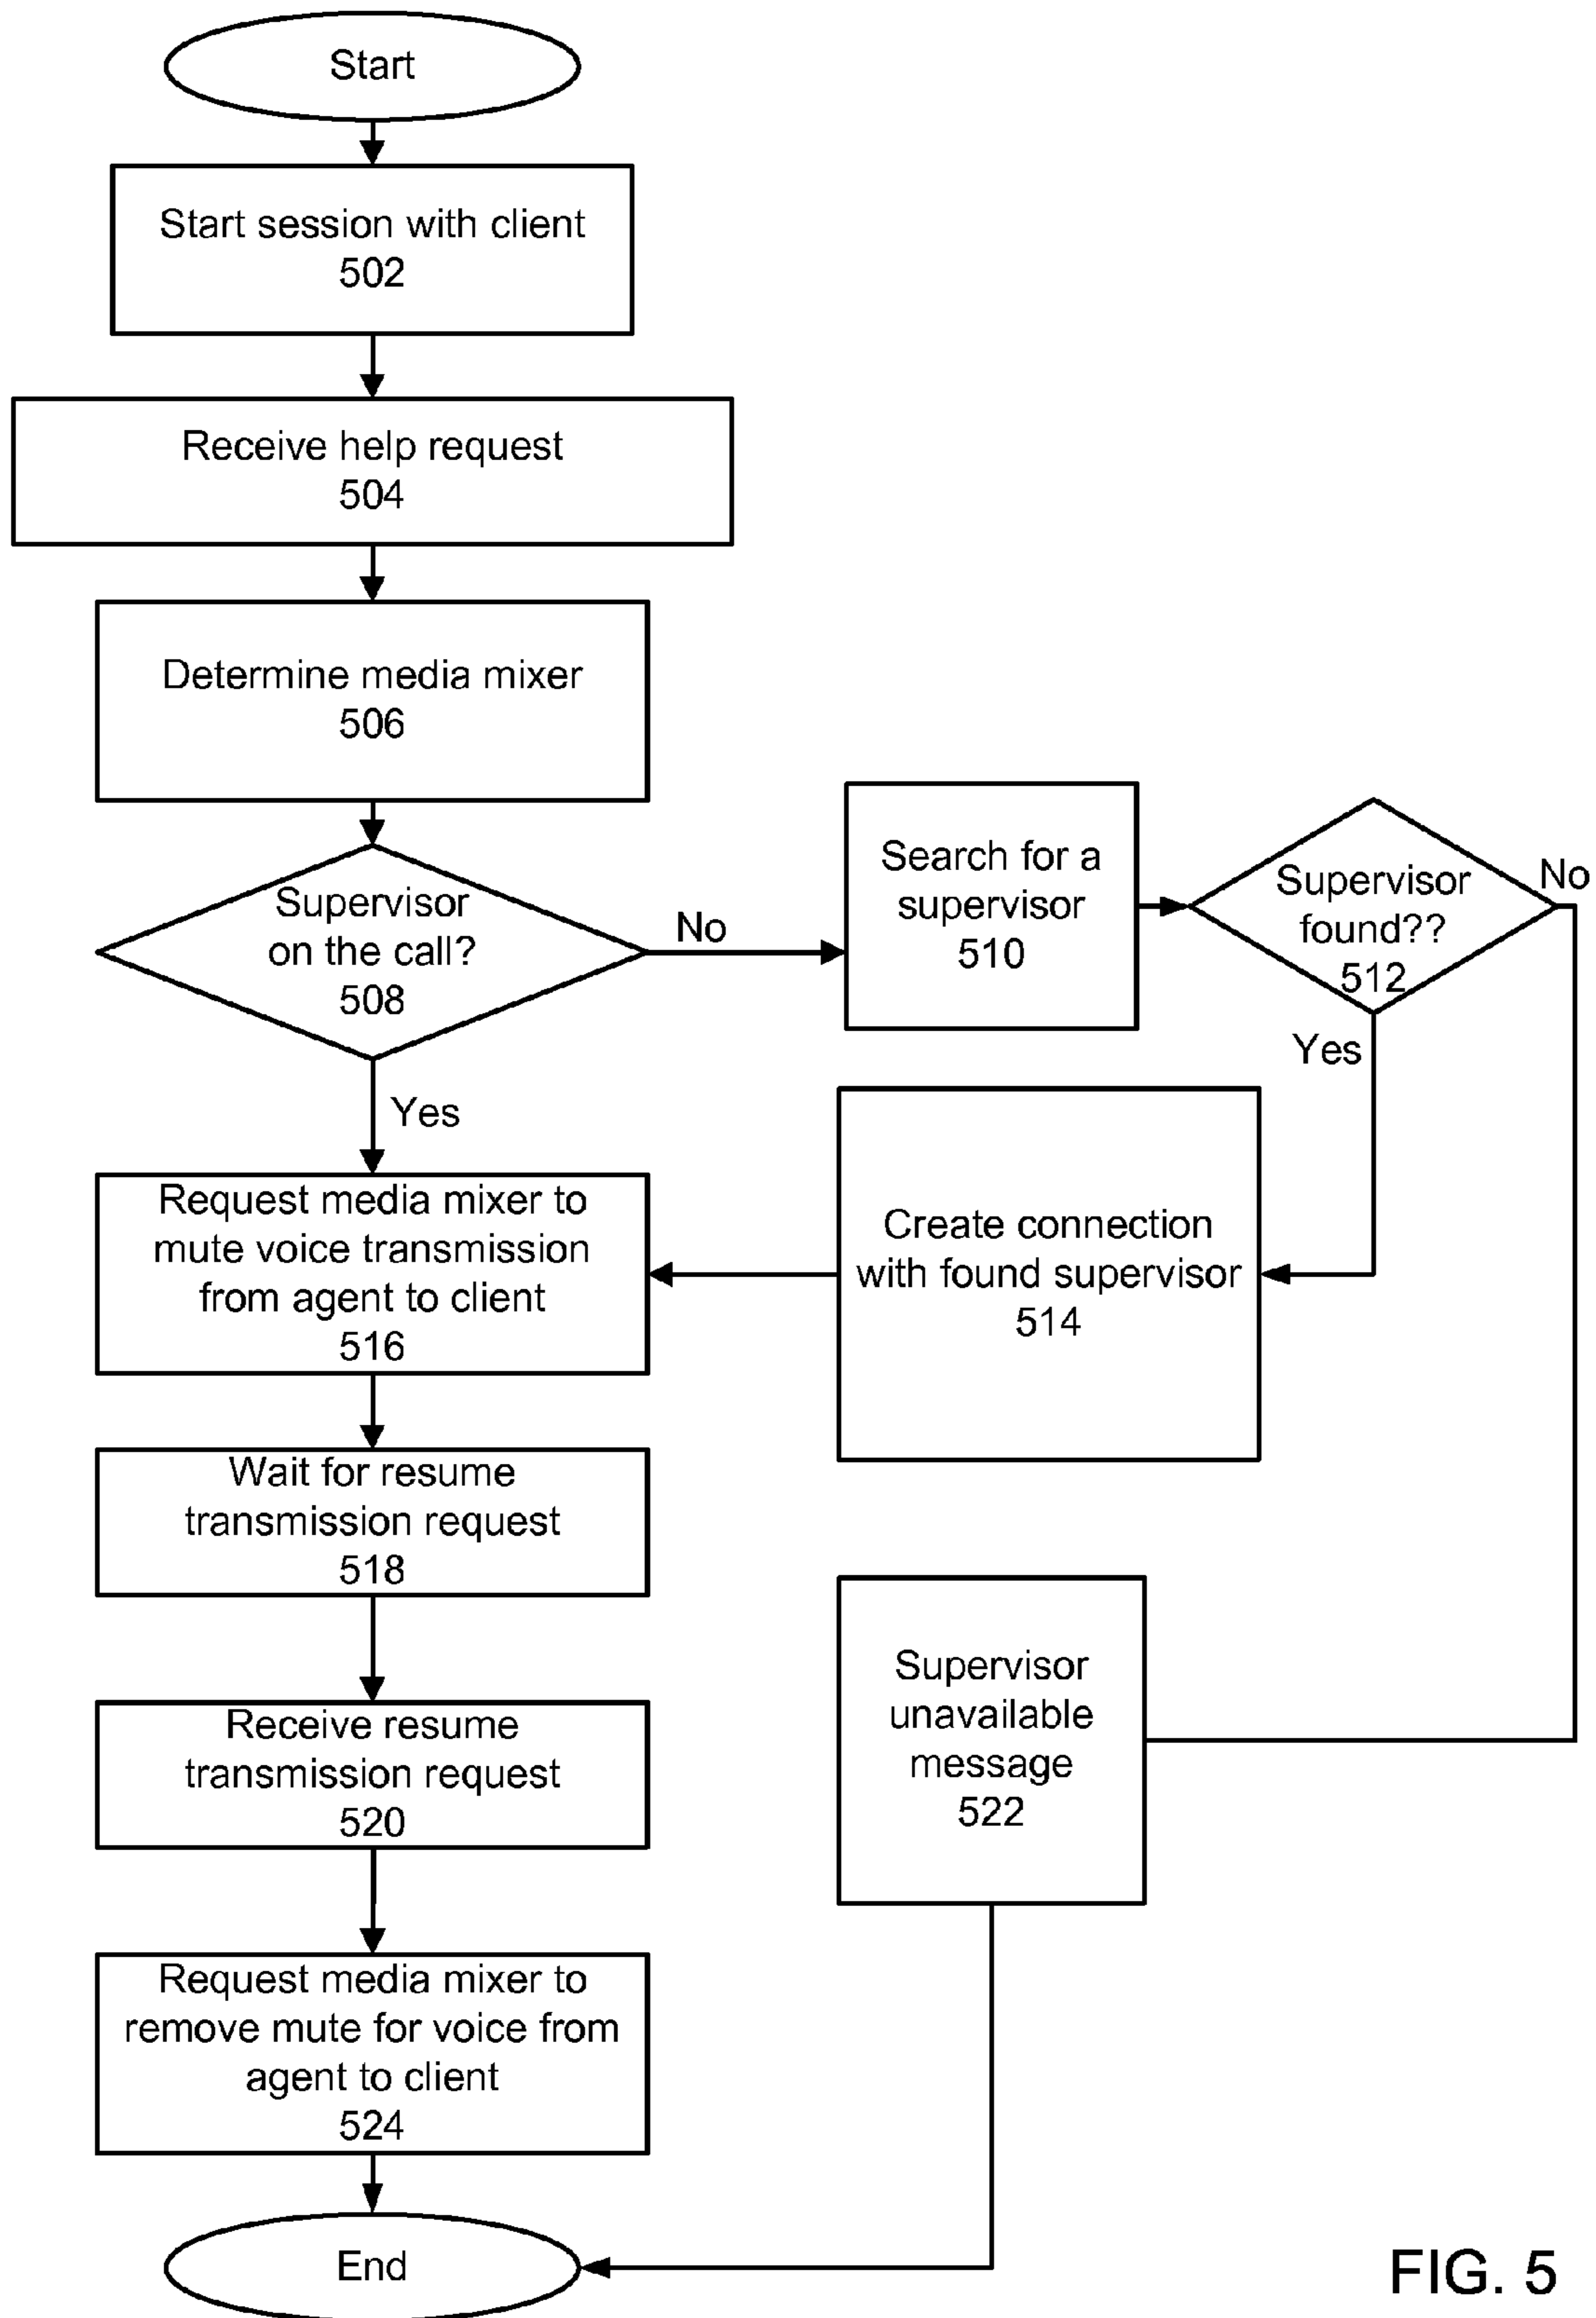 Start
Start session with client
502
Receive help request
504
Determine media mixer
506
Supervisor
on the call?
508
No
Search for a
supervisor
510
Supervisor
found??
512
No
Yes
Yes
Request media mixer to
mute voice transmission
from agent to client
516
Create connection
with found supervisor
514
Wait for resume
transmission request
518
Supervisor
unavailable
message
522
Receive resume
transmission request
520
Request media mixer to
remove mute for voice from
agent to client
524
End
FIG. 5